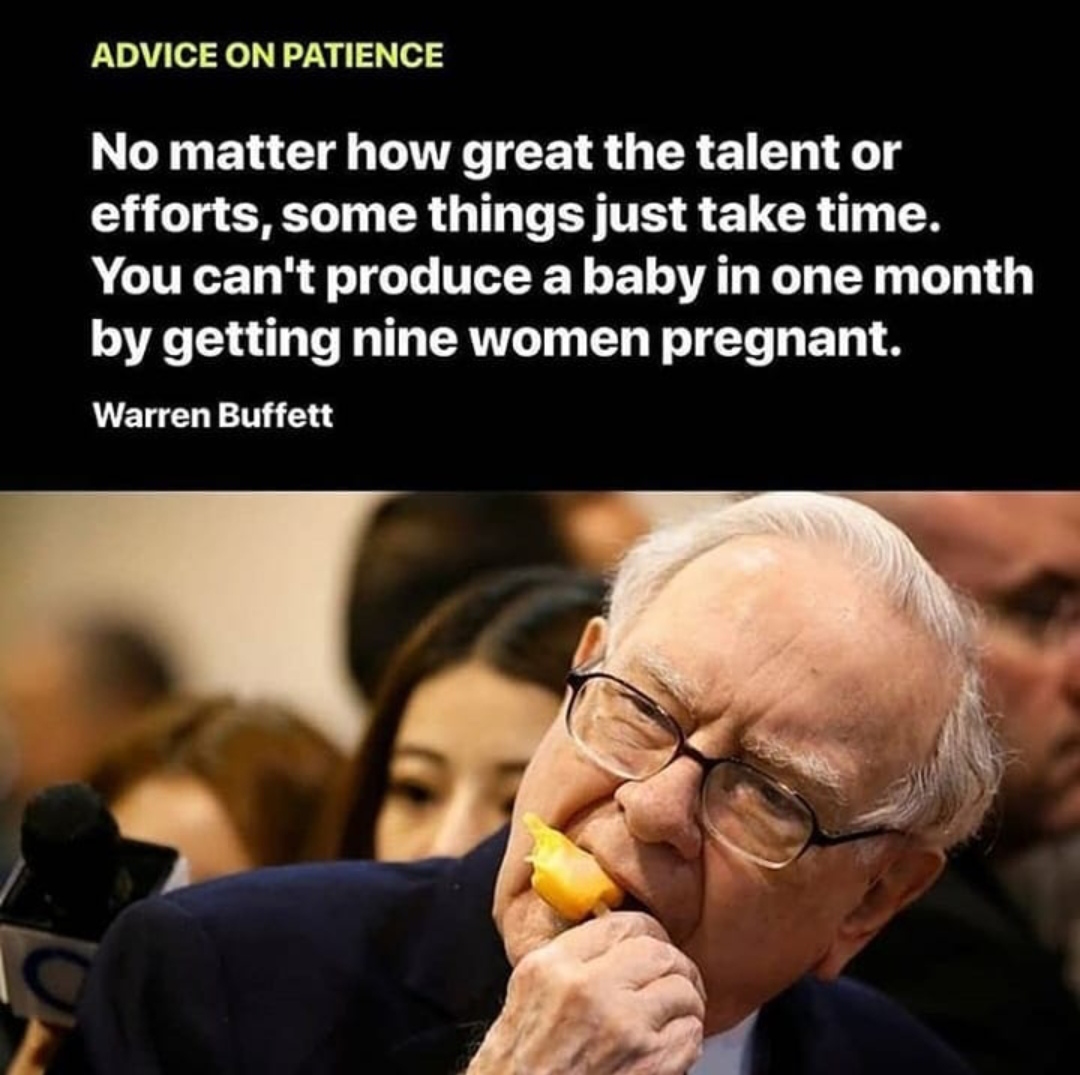 ADVICE ON PATIENCE
No matter how great the talent or
efforts, some things just take time.
You can't produce a baby in one month
by getting nine women pregnant.
Warren Buffett